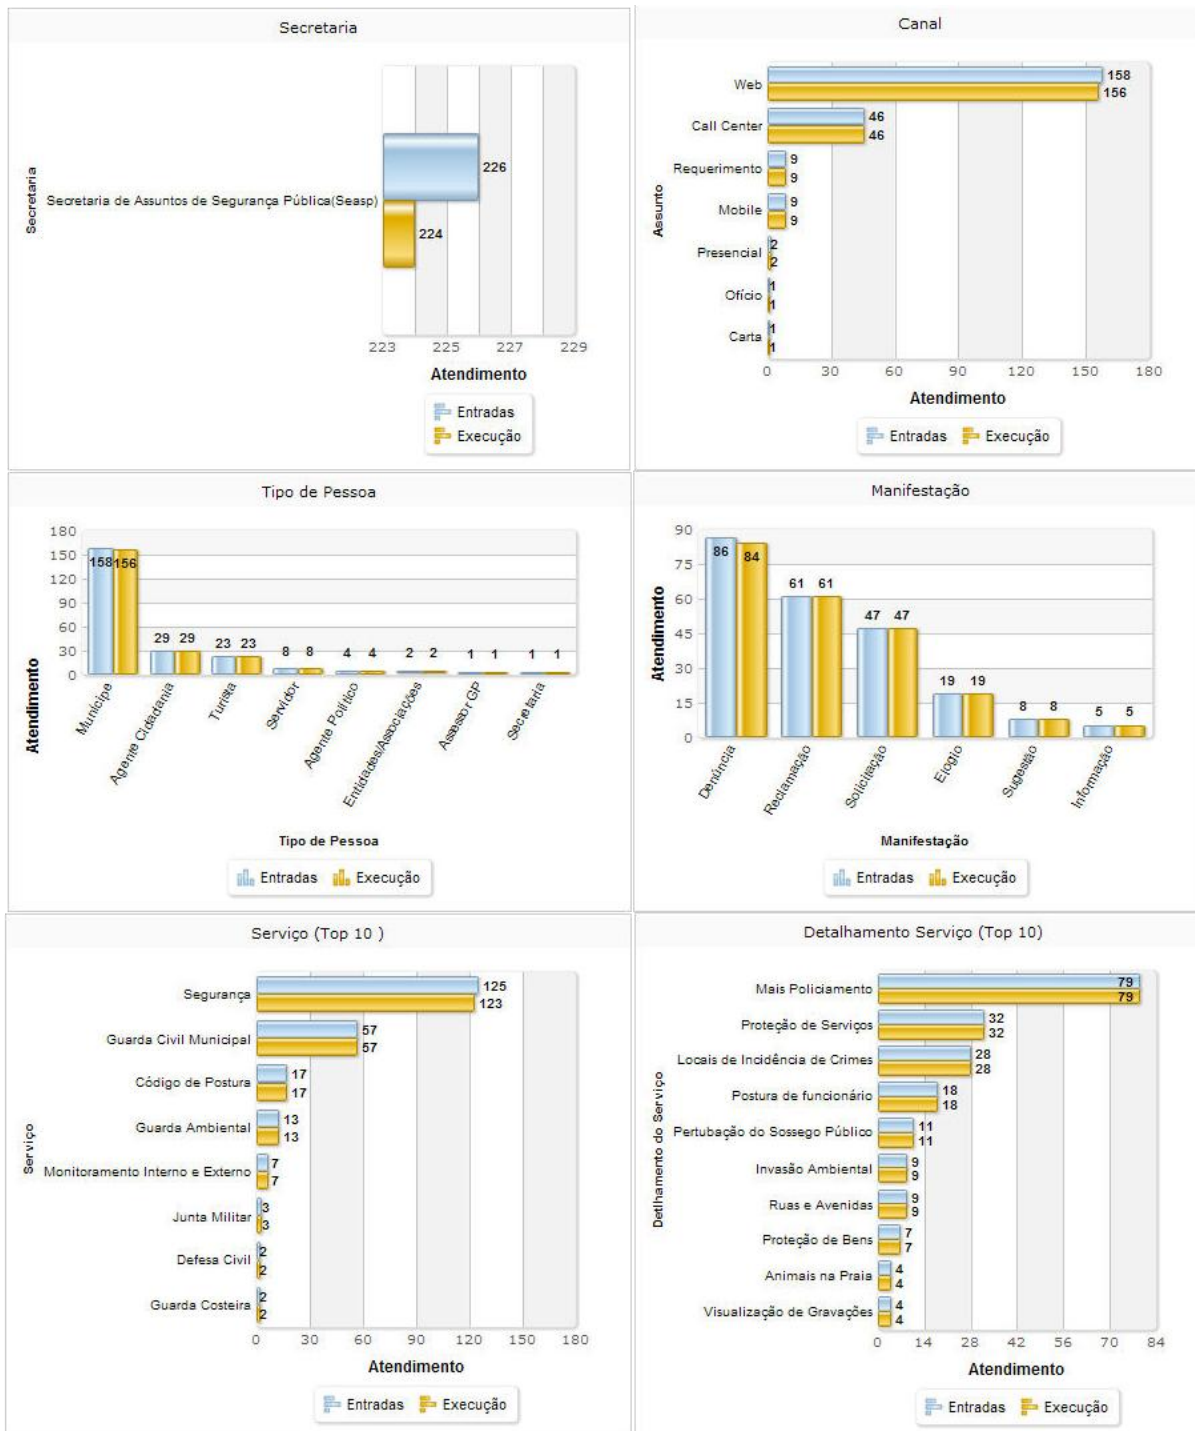 Secretaria
Secretaria
Secretaria de Assuntos de Segurança Pública(Seasp)
226
224
223 225 227 229
Atendimento
Entradas
Execução
Canal
Assunto
Web 158
156
Call Center 46
46
Requerimento 9
9
Mobile 9
9
Presencial 2
2
Ofício 1
1
Carta 1
1
0 30 60 90 120 150 180
Atendimento
Entradas Execução
Tipo de Pessoa
Atendimento
180
150
120
90
60
30
0
158 156 29 29 23 23 8 8 4 4 2 2 1 1 1 1
Munícipe Agente Cidadania Turista Servidor Agente Político Entidades/Associações Assessor GP Secretaria
Tipo de Pessoa
Entradas Execução
Manifestação
Atendimento
90
75
60
45
30
15
0
86 84 61 61 47 47 19 19 8 8 5 5
Denúncia Reclamação Solicitação Elogio Sugestão Informação
Manifestação
Entradas Execução
Serviço (Top 10 )
Serviço
Segurança 125
123
Guarda Civil Municipal 57
57
Código de Postura 17
17
Guarda Ambiental 13
13
Monitoramento Interno e Externo 7
7
Junta Militar 3
3
Defesa Civil 2
2
Guarda Costeira 2
2
0 30 60 90 120 150 180
Atendimento
Entradas Execução
Detalhamento Serviço (Top 10)
Detlhamento do Serviço
Mais Policiamento 79
79
Proteção de Serviços 32
32
Locais de Incidência de Crimes 28
28
Postura de funcionário 18
18
Pertubação do Sossego Público 11
11
Invasão Ambiental 9
9
Ruas e Avenidas 9
9
Proteção de Bens 7
7
Animais na Praia 4
4
Visualização de Gravações 4
4
0 14 28 42 56 70 84
Atendimento
Entradas Execução